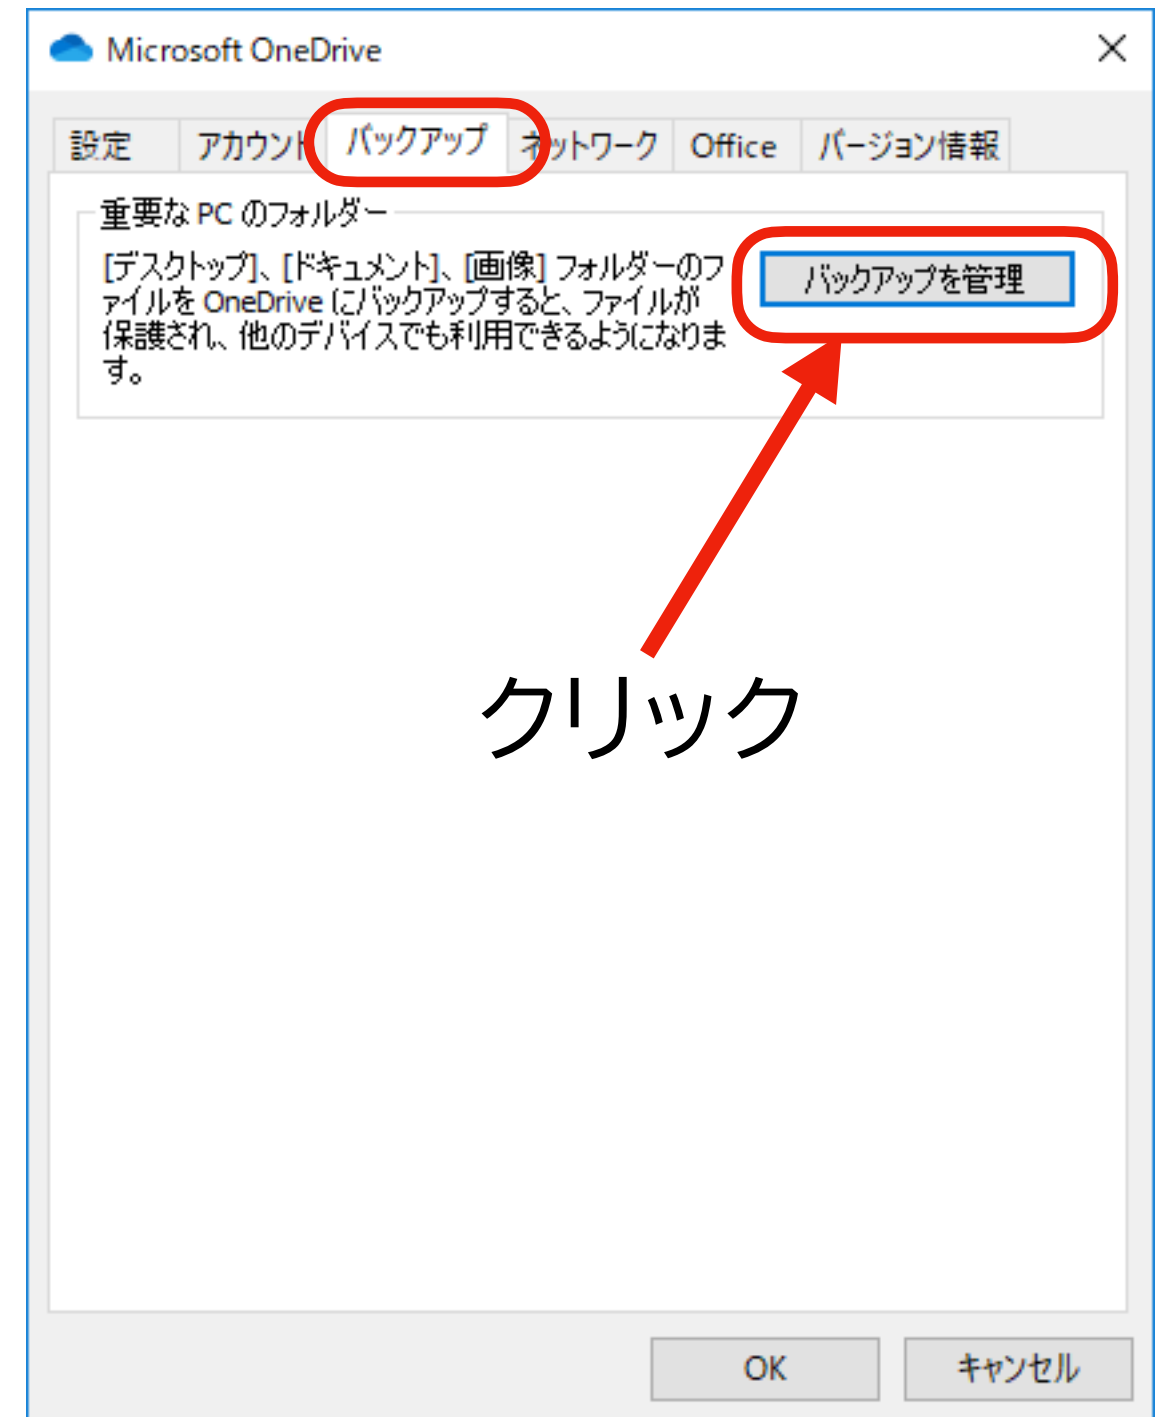 Microsoft OneDrive
設定 アカウント バックアップ ネットワーク Office バージョン情報
重要な PC のフォルダー
[デスクトップ]、[ドキュメント]、[画像] フォルダーのフ
ァイルを OneDrive にバックアップすると、ファイルが
保護され、他のデバイスでも利用できるようになりま
す。
バックアップを管理
クリック
OK キャンセル